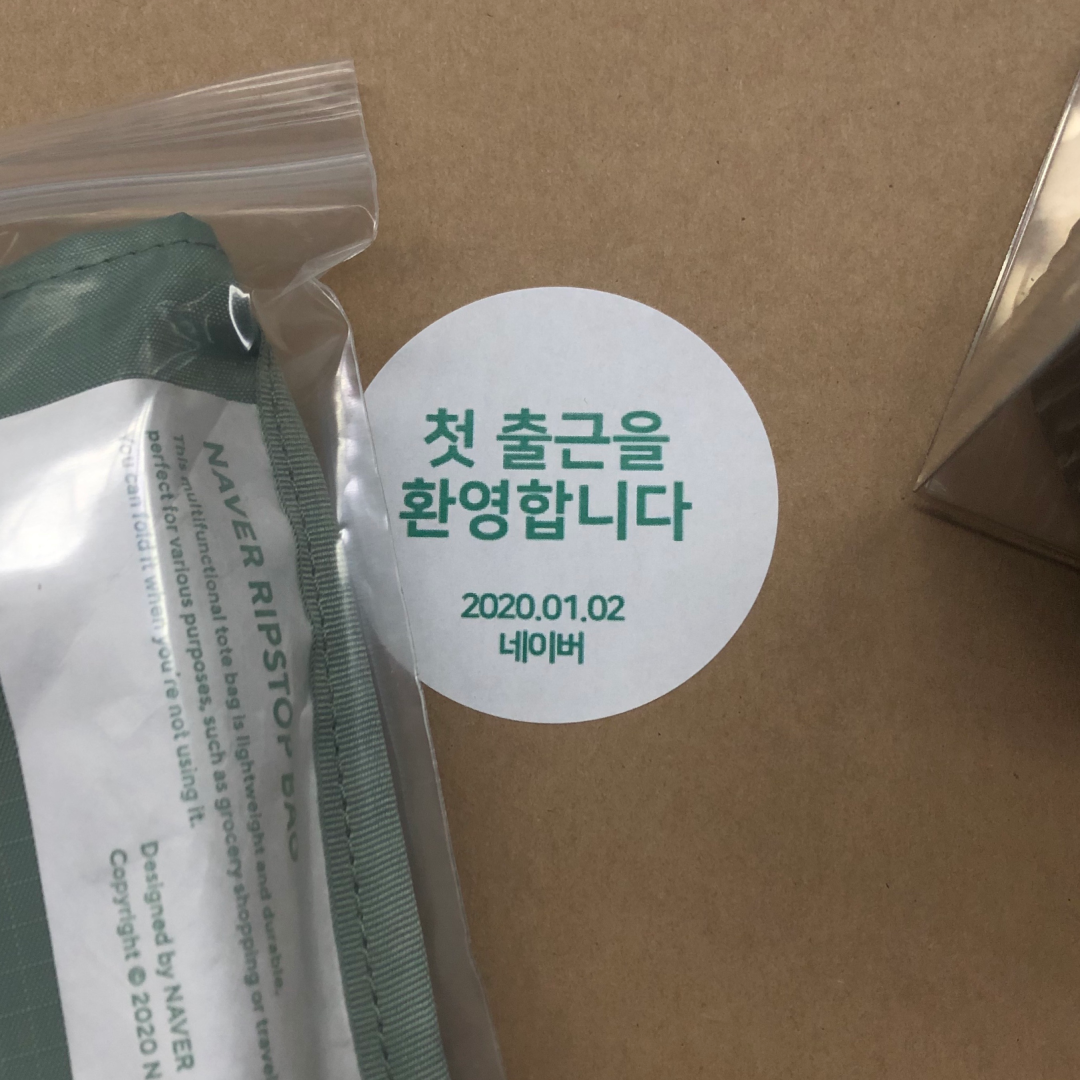 첫 출근을
환영합니다
2020.01.02
네이버
NAVER RIPSTOP BAG
This multifunctional tote bag is lightweight and durable,
perfect for various purposes, such as grocery shopping or travel
You can fold it when you're not using it.
Designed by NAVER
Copyright © 2020 N